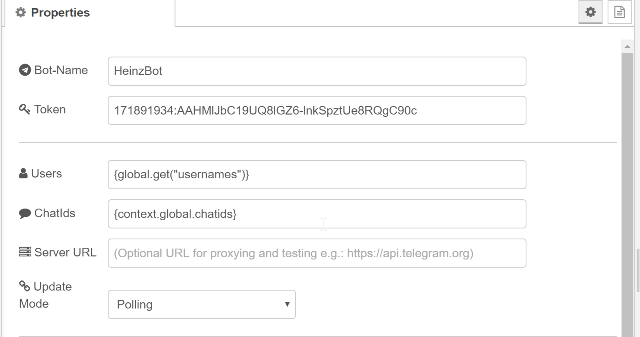 Properties
Bot-Name HeinzBot
Token 171891934:AAHMlJbC19UQ8lGZ6-lnkSpztUe8RQgC90c
Users {global.get("usernames")}
ChatIds {context.global.chatids}
Server URL (Optional URL for proxying and testing e.g.: https://api.telegram.org)
Update
Mode Polling